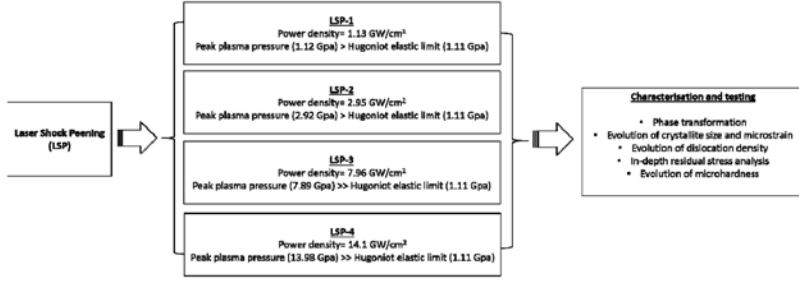 Laser Shock Peening
(LSP)
LSP-1
Power density= 1.13 GW/cm²
Peak plasma pressure (1.12 Gpa) > Hugoniot elastic limit (1.11 Gpa)
LSP-2
Power density= 2.95 GW/cm²
Peak plasma pressure (2.92 Gpa) > Hugoniot elastic limit (1.11 Gpa)
LSP-3
Power density= 7.96 GW/cm²
Peak plasma pressure (7.89 Gpa) >> Hugoniot elastic limit (1.11 Gpa)
LSP-4
Power density= 14.1 GW/cm²
Peak plasma pressure (13.98 Gpa) >> Hugoniot elastic limit (1.11 Gpa)
Characterisation and testing
• Phase transformation
• Evolution of crystallite size and microstrain
• Evolution of dislocation density
• In-depth residual stress analysis
• Evolution of microhardness